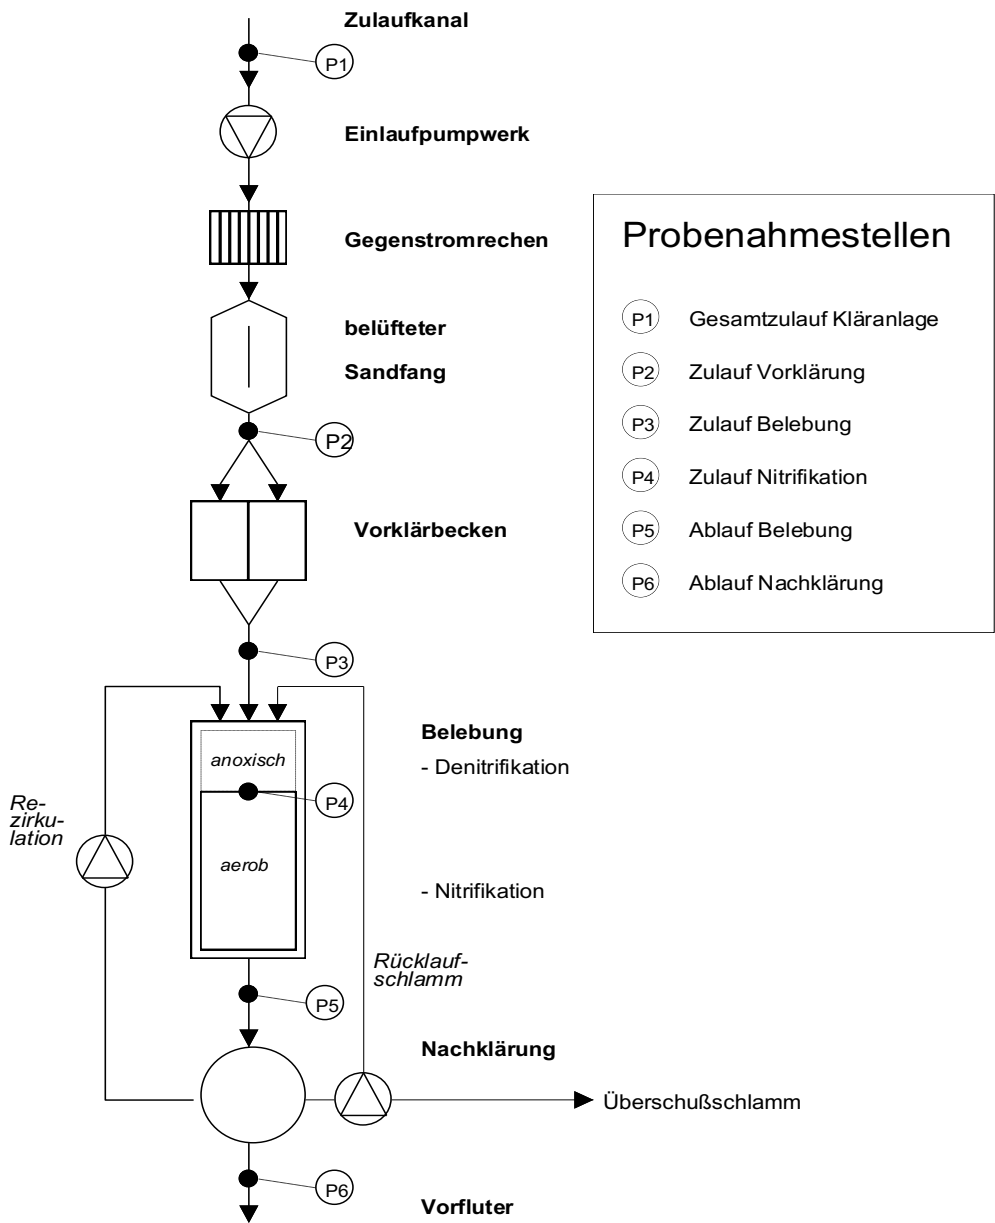 Zulaufkanal
P1
Einlaufpumpwerk
Gegenstromrechen
belüfteter
Sandfang
P2
Vorklärbecken
P3
Probenahmestellen
P1 Gesamtzulauf Kläranlage
P2 Zulauf Vorklärung
P3 Zulauf Belebung
P4 Zulauf Nitrifikation
P5 Ablauf Belebung
P6 Ablauf Nachklärung
Belebung
anoxisch
- Denitrifikation
P4
Re-
zirku-
lation
aerob
- Nitrifikation
Rücklauf-
schlamm
P5
Nachklärung
Überschußschlamm
P6
Vorfluter